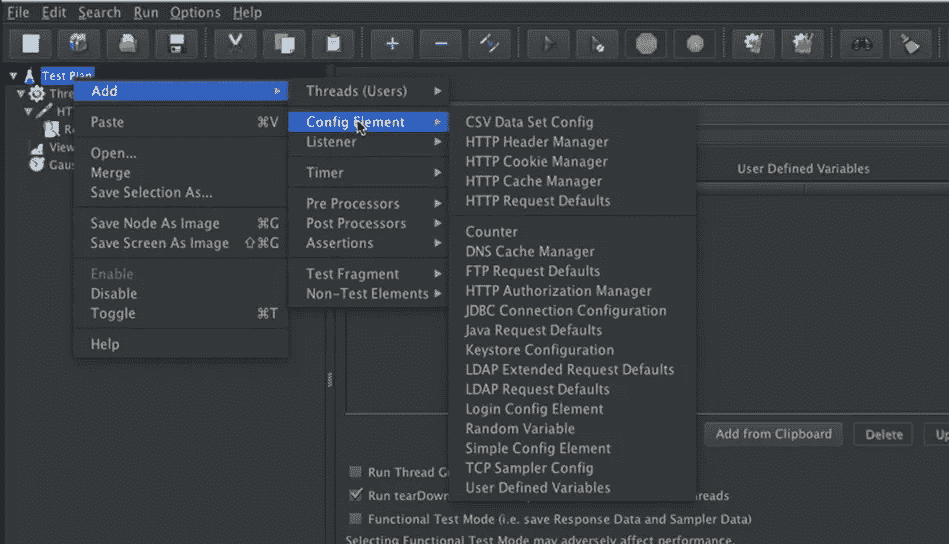 File Edit Search Run Options Help
Test Plan
Add
Paste ⌘V
Open...
Merge
Save Selection As...
Save Node As Image ⌘G
Save Screen As Image ⇧⌘G
Enable
Disable
Toggle ⌘T
Help
Threads (Users)
Config Element
Listener
Timer
Pre Processors
Post Processors
Assertions
Test Fragment
Non-Test Elements
CSV Data Set Config
HTTP Header Manager
HTTP Cookie Manager
HTTP Cache Manager
HTTP Request Defaults
Counter
DNS Cache Manager
FTP Request Defaults
HTTP Authorization Manager
JDBC Connection Configuration
Java Request Defaults
Keystore Configuration
LDAP Extended Request Defaults
LDAP Request Defaults
Login Config Element
Random Variable
Simple Config Element
TCP Sampler Config
User Defined Variables
Thre
HT
Re
View
Gaus
User Defined Variables
Add from Clipboard Delete Up
Run Thread G
Run tearDow reads
Functional Test Mode (i.e. save Response Data and Sampler Data)
Selecting Functional Test Mode may adversely affect performance.